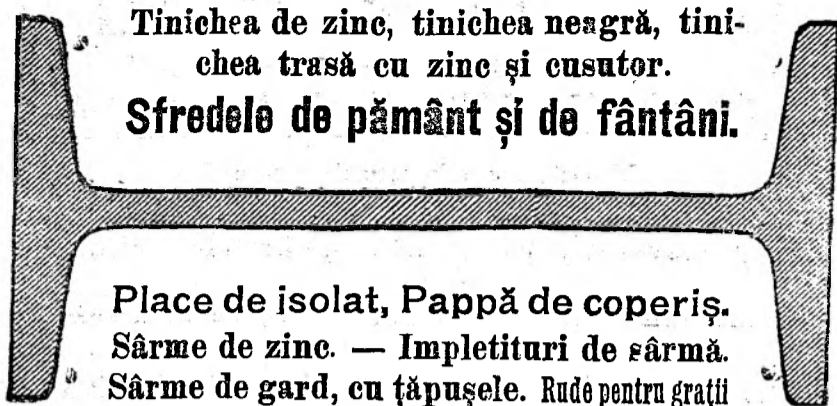 Tinichea de zinc, tinichea neagră, tini-
chea trasă cu zinc și cusutor.
Sfredele de pământ și de fântâni.
Place de isolat, Pappă de coperiș.
Sârme de zinc. — Impletituri de sârmă.
Sârme de gard, cu țăpușele. Rude pentru gratii